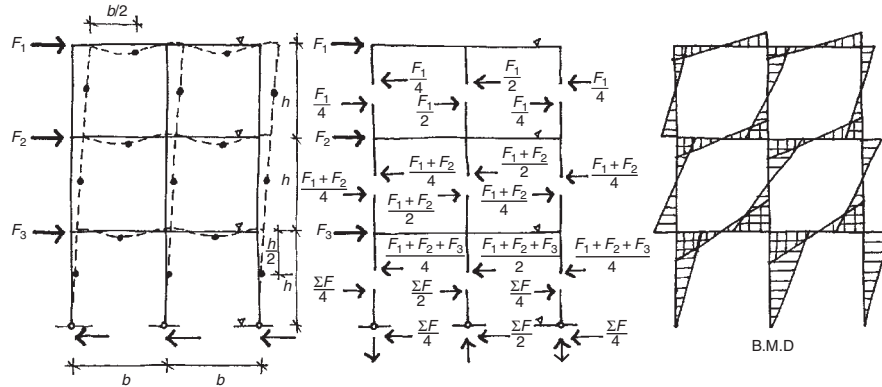 b/2
F1
F2
F3
h
h
h/2
h
b
b
F1
F1/4
F1/2
F1/4
F1/4
F1/2
F1/4
F2
F1 + F2/4
F1 + F2/2
F1 + F2/4
F1 + F2/4
F1 + F2/2
F1 + F2/4
F3
F1 + F2 + F3/4
F1 + F2 + F3/2
F1 + F2 + F3/4
ΣF/4
ΣF/2
ΣF/4
ΣF/4
ΣF/2
ΣF/4
B.M.D